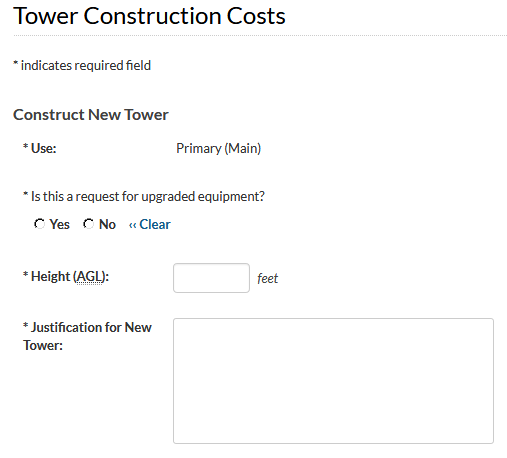 Tower Construction Costs
* indicates required field
Construct New Tower
* Use: Primary (Main)
* Is this a request for upgraded equipment?
Yes No ‹‹ Clear
* Height (AGL): feet
* Justification for New
Tower: